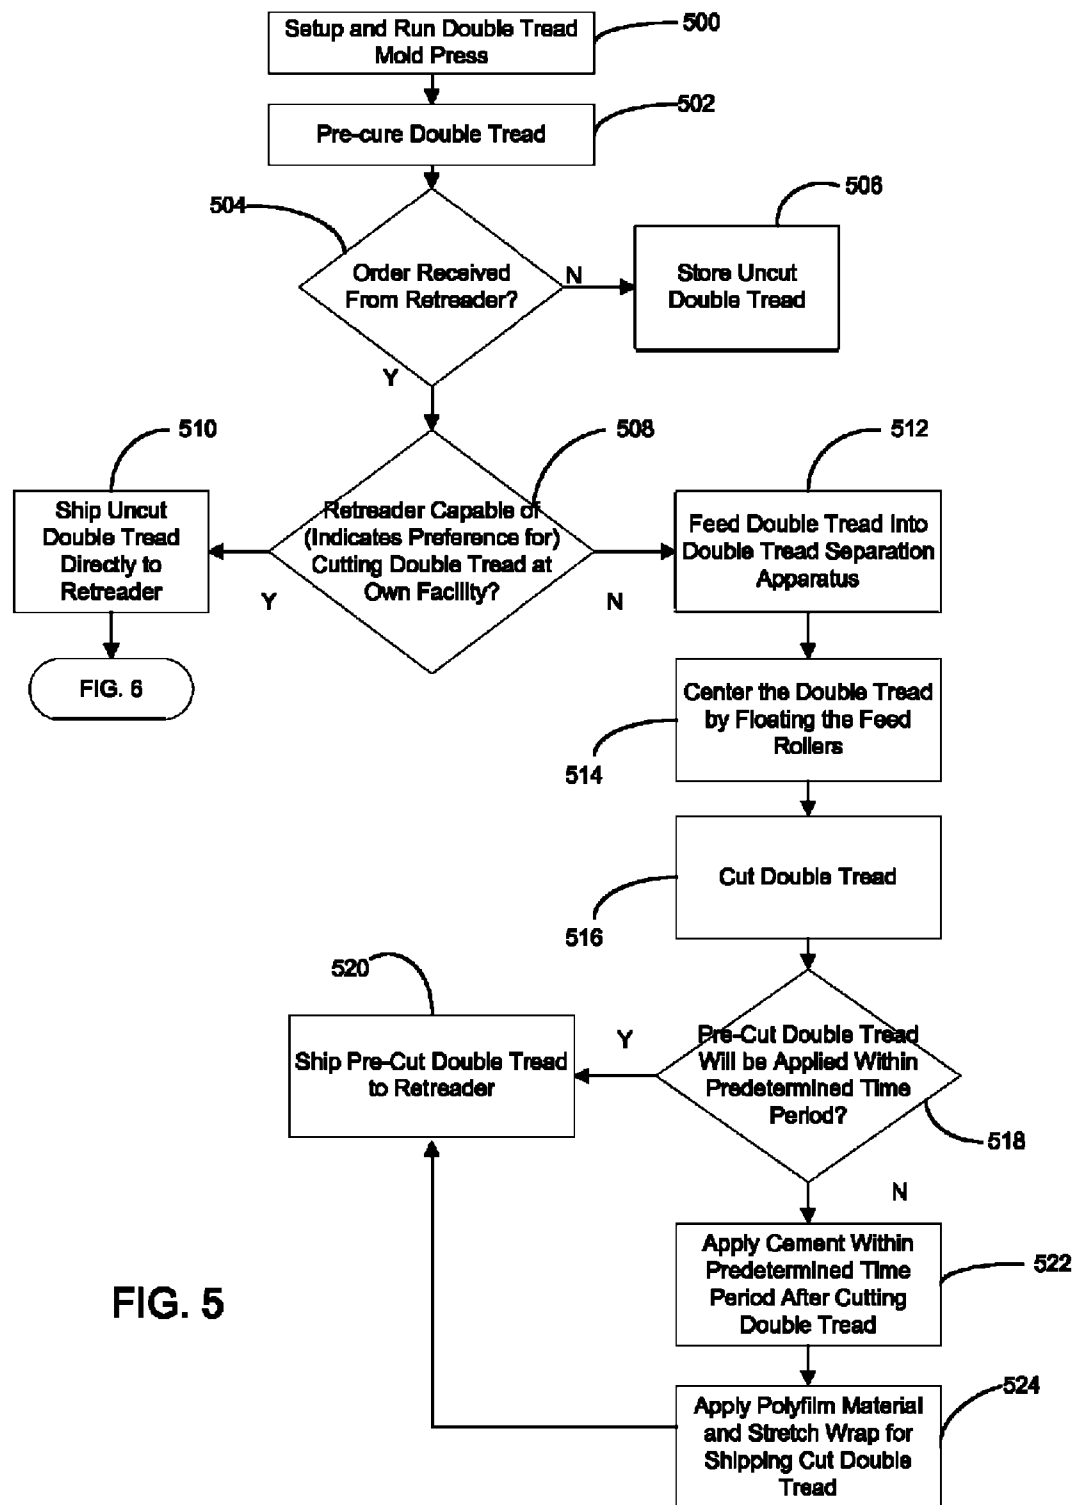 Setup and Run Double Tread
Mold Press
500
Pre-cure Double Tread
502
504
Order Received
From Retreader?
N
506
Store Uncut
Double Tread
Y
510
Ship Uncut
Double Tread
Directly to
Retreader
508
Retreader Capable of
(Indicates Preference for)
Cutting Double Tread at
Own Facility?
Y
N
512
Feed Double Tread Into
Double Tread Separation
Apparatus
FIG. 6
Center the Double Tread
by Floating the Feed
Rollers
514
Cut Double Tread
516
520
Ship Pre-Cut Double Tread
to Retreader
Y
Pre-Cut Double Tread
Will be Applied Within
Predetermined Time
Period?
518
N
Apply Cement Within
Predetermined Time
Period After Cutting
Double Tread
522
FIG. 5
Apply Polyfilm Material
and Stretch Wrap for
Shipping Cut Double
Tread
524